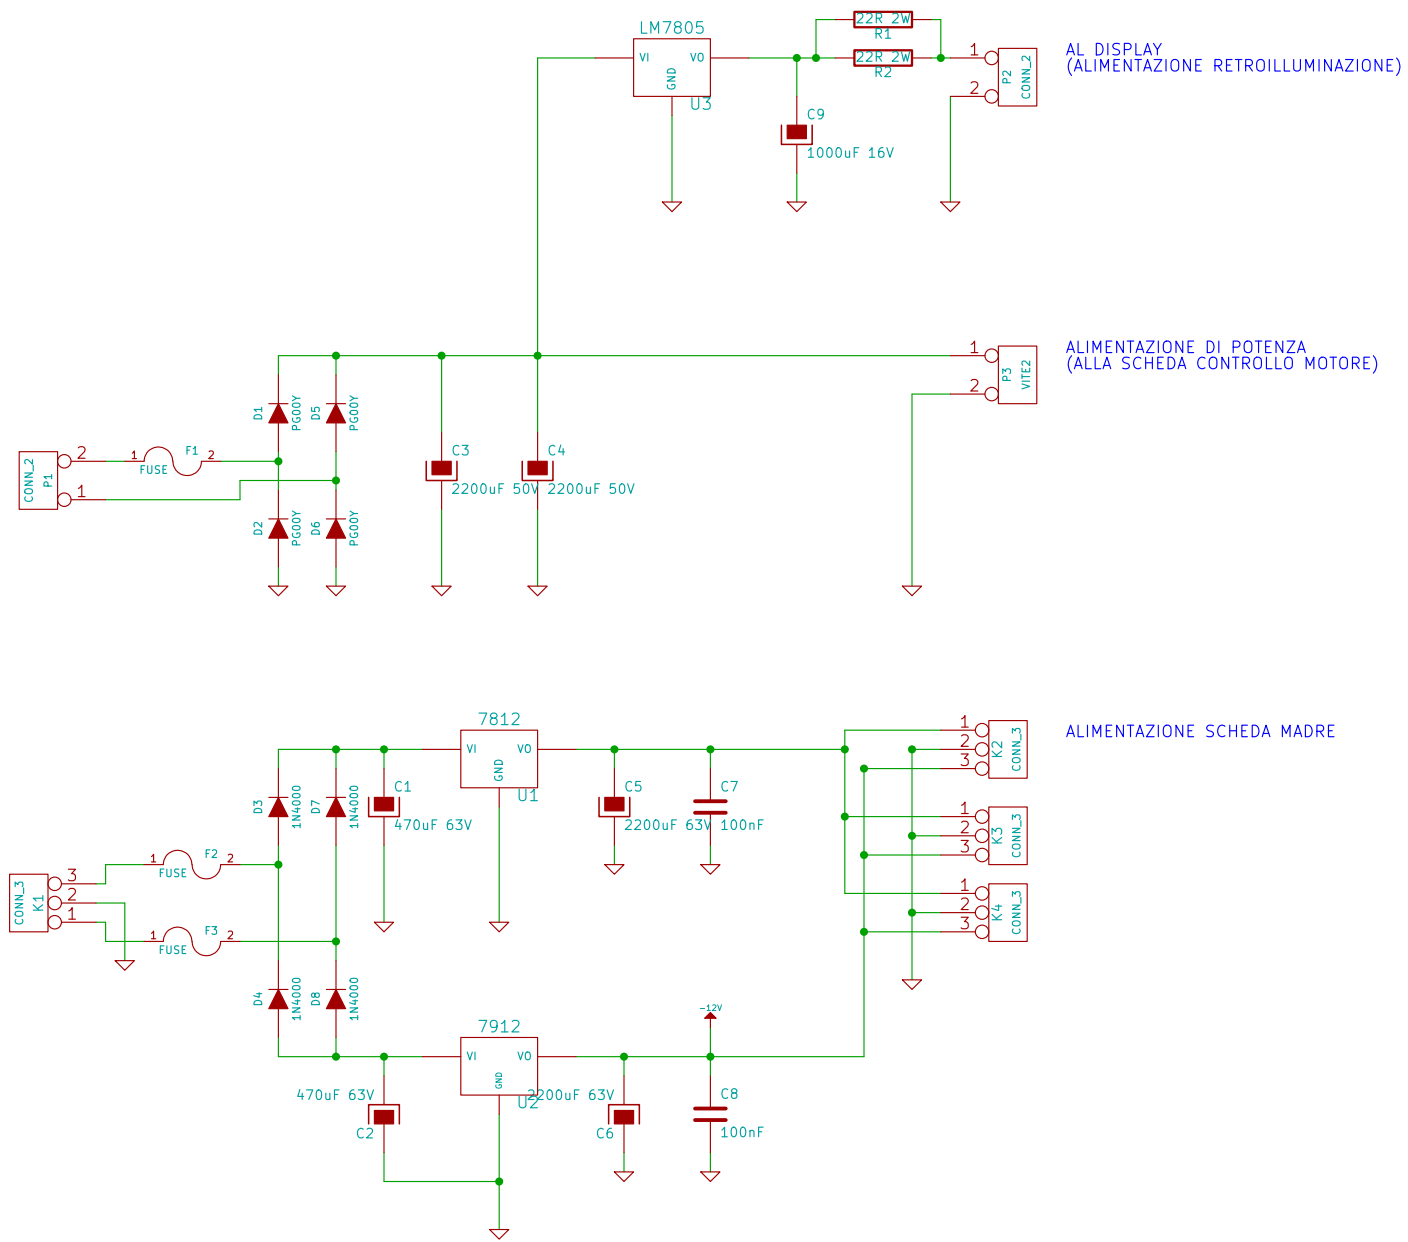 LM7805
VI
VO
GND
U3
22R 2W
R1
22R 2W
R2
C9
1000uF 16V
1
2
P2
CONN_2
AL DISPLAY
(ALIMENTAZIONE RETROILLUMINAZIONE)
1
2
P3
VITE2
ALIMENTAZIONE DI POTENZA
(ALLA SCHEDA CONTROLLO MOTORE)
CONN_2
P1
2
1
1
F1
2
FUSE
D1
PG00Y
D5
PG00Y
D2
PG00Y
D6
PG00Y
C3
2200uF 50V
C4
2200uF 50V
7812
VI
VO
GND
U1
D3
1N4000
D7
1N4000
C1
470uF 63V
C5
2200uF 63V
C7
100nF
1
2
3
K2
CONN_3
ALIMENTAZIONE SCHEDA MADRE
1
2
3
K3
CONN_3
1
2
3
K4
CONN_3
CONN_3
K1
3
2
1
1
F2
2
FUSE
1
F3
2
FUSE
D4
1N4000
D8
1N4000
7912
VI
VO
GND
U2
470uF 63V
C2
2200uF 63V
C6
-12V
C8
100nF